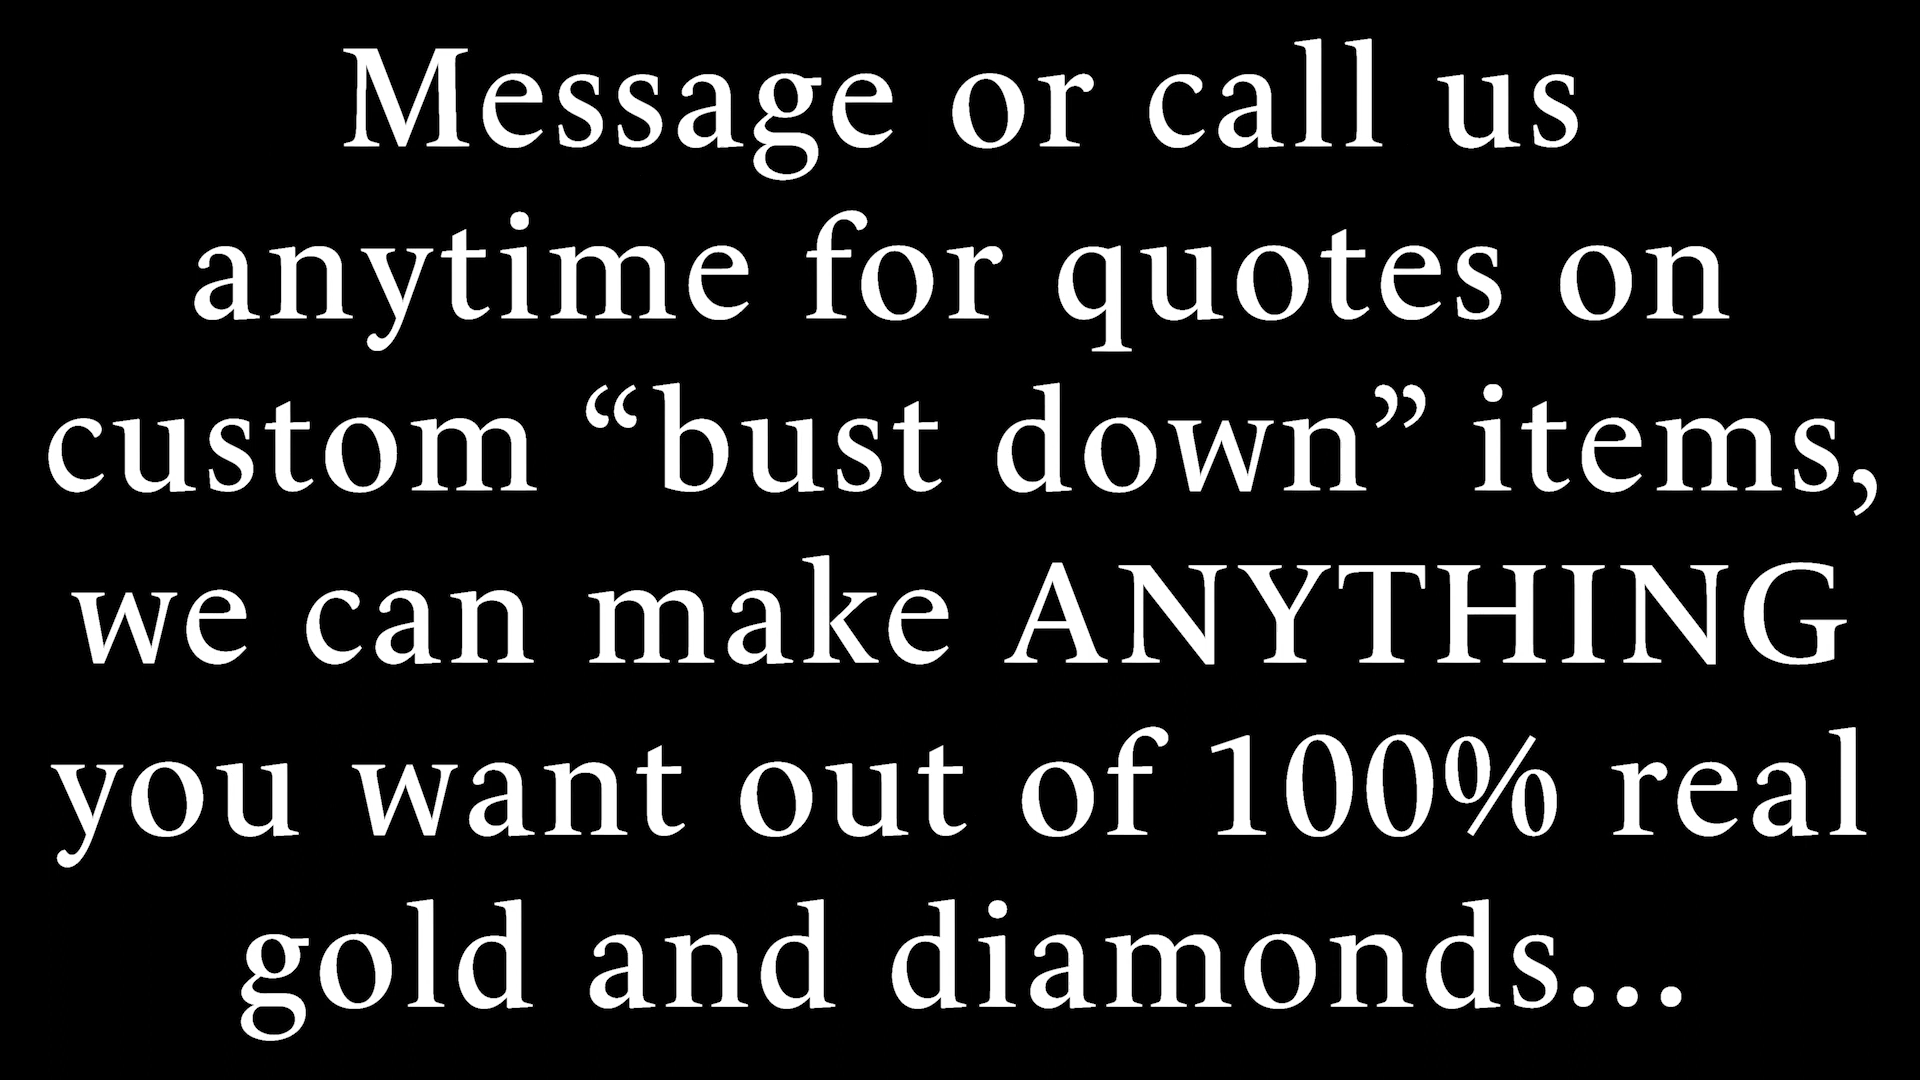 Message or call us
anytime for quotes on
custom “bust down” items,
we can make ANYTHING
you want out of 100% real
gold and diamonds...